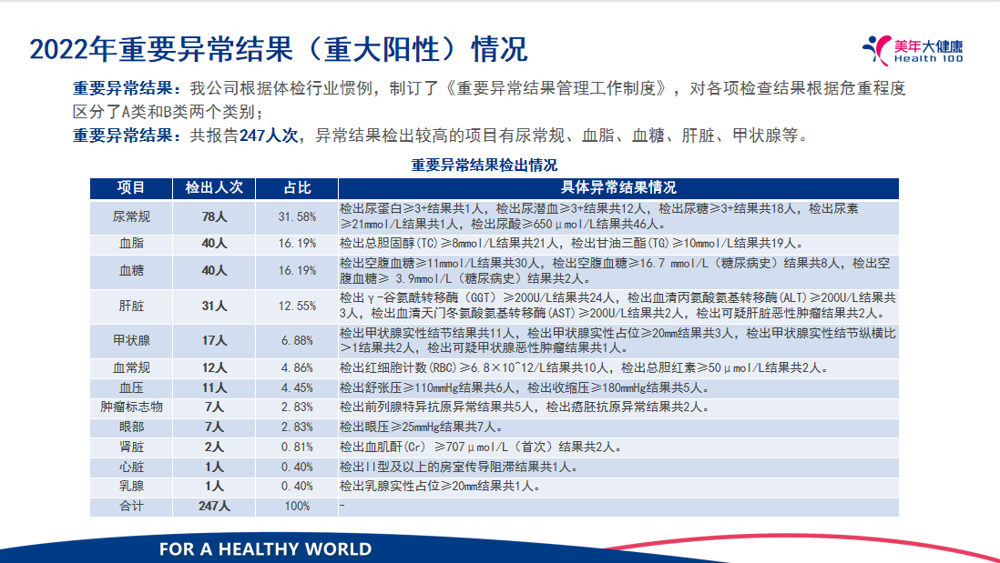 2022年重要异常结果（重大阳性）情况
美年大健康
Health 100
重要异常结果：我公司根据体检行业惯例，制订了《重要异常结果管理工作制度》，对各项检查结果根据危重程度
区分了A类和B类两个类别；
重要异常结果：共报告247人次，异常结果检出较高的项目有尿常规、血脂、血糖、肝脏、甲状腺等。
重要异常结果检出情况
项目 检出人次 占比 具体异常结果情况
尿常规 78人 31.58% 检出尿蛋白≥3+结果共1人，检出尿潜血≥3+结果共12人，检出尿糖≥3+结果共18人，检出尿素
≥21mmol/L结果共1人，检出尿酸≥650μmol/L结果共46人。
血脂 40人 16.19% 检出总胆固醇(TC)≥8mmol/L结果共21人，检出甘油三酯(TG)≥10mmol/L结果共19人。
血糖 40人 16.19% 检出空腹血糖≥11mmol/L结果共30人，检出空腹血糖≥16.7 mmol/L（糖尿病史）结果共8人，检出空
腹血糖≥ 3.9mmol/L（糖尿病史）结果共2人。
肝脏 31人 12.55% 检出γ-谷氨酰转移酶（GGT）≥200U/L结果共24人，检出血清丙氨酸氨基转移酶(ALT)≥200U/L结果共
3人，检出血清天门冬氨酸氨基转移酶(AST)≥200U/L结果共2人，检出可疑肝脏恶性肿瘤结果共2人。
甲状腺 17人 6.88% 检出甲状腺实性结节结果共11人，检出甲状腺实性占位≥20mm结果共3人，检出甲状腺实性结节纵横比
＞1结果共2人，检出可疑甲状腺恶性肿瘤结果共1人。
血常规 12人 4.86% 检出红细胞计数(RBC)≥6.8×10^12/L结果共10人，检出总胆红素≥50μmol/L结果共2人。
血压 11人 4.45% 检出舒张压≥110mmHg结果共6人，检出收缩压≥180mmHg结果共5人。
肿瘤标志物 7人 2.83% 检出前列腺特异抗原异常结果共5人，检出癌胚抗原异常结果共2人。
眼部 7人 2.83% 检出眼压≥25mmHg结果共7人。
肾脏 2人 0.81% 检出血肌酐(Cr) ≥707μmol/L（首次）结果共2人。
心脏 1人 0.40% 检出II型及以上的房室传导阻滞结果共1人。
乳腺 1人 0.40% 检出乳腺实性占位≥20mm结果共1人。
合计 247人 100% -
FOR A HEALTHY WORLD